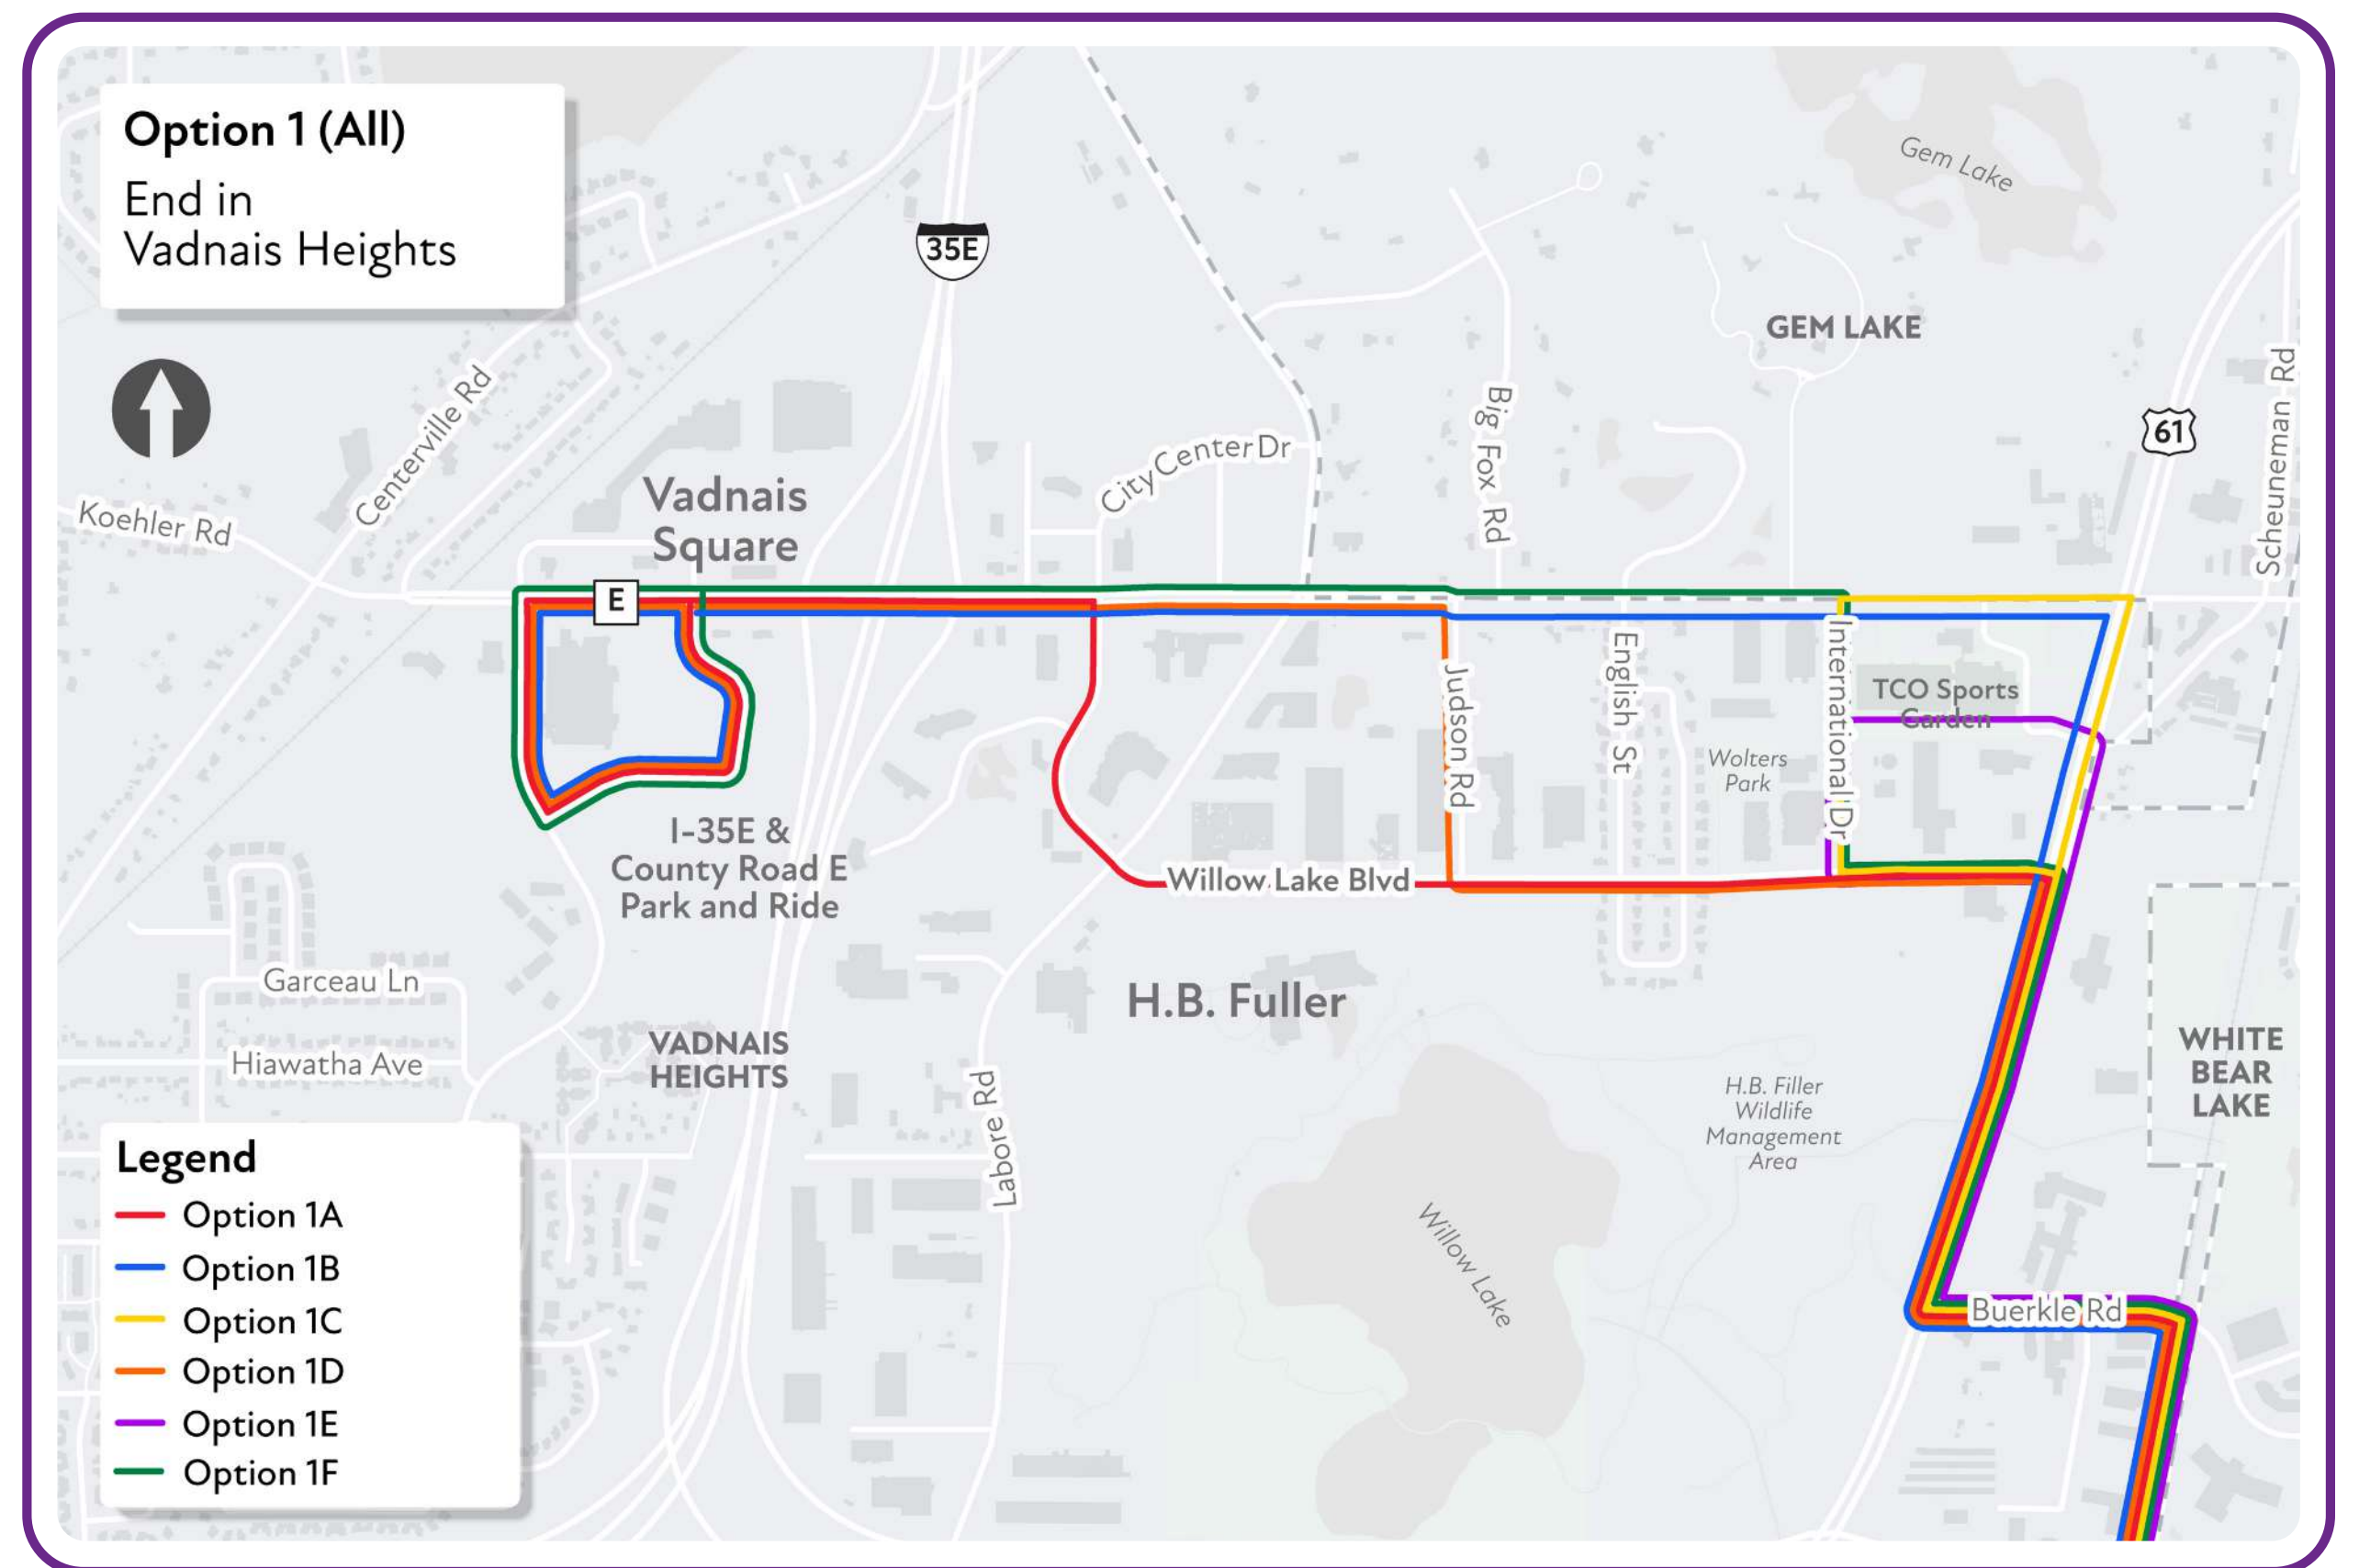 Option 1 (All)
End in
Vadnais Heights
35E
Gem Lake
GEM LAKE
61
Scheuneman Rd
Centerville Rd
Koehler Rd
Vadnais
Square
City Center Dr
Big Fox Rd
E
English St
Judson Rd
International Dr
TCO Sports
Garden
Wolters
Park
I-35E &
County Road E
Park and Ride
Willow Lake Blvd
Garceau Ln
Hiawatha Ave
VADNAIS
HEIGHTS
H.B. Fuller
Labore Rd
H.B. Filler
Wildlife
Management
Area
WHITE
BEAR
LAKE
Willow Lake
Buerkle Rd
Legend
Option 1A
Option 1B
Option 1C
Option 1D
Option 1E
Option 1F